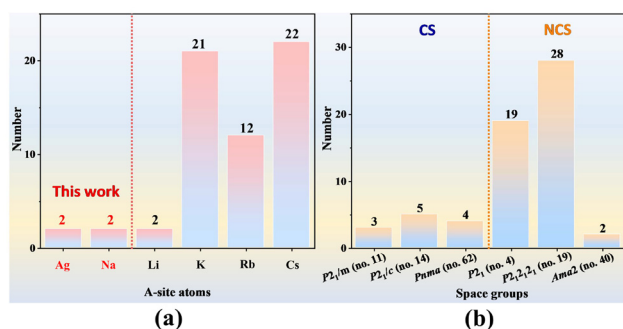 20
10
0
Number
This work
2
2
2
21
12
22
Ag
Na
Li
K
Rb
Cs
A-site atoms
(a)
30
20
10
0
Number
CS
NCS
3
5
4
19
28
2
P2₁/m (no. 11)
P2₁/c (no. 14)
Pnma (no. 62)
P2₁ (no. 4)
P2₁2₁2₁ (no. 19)
Ama2 (no. 40)
Space groups
(b)